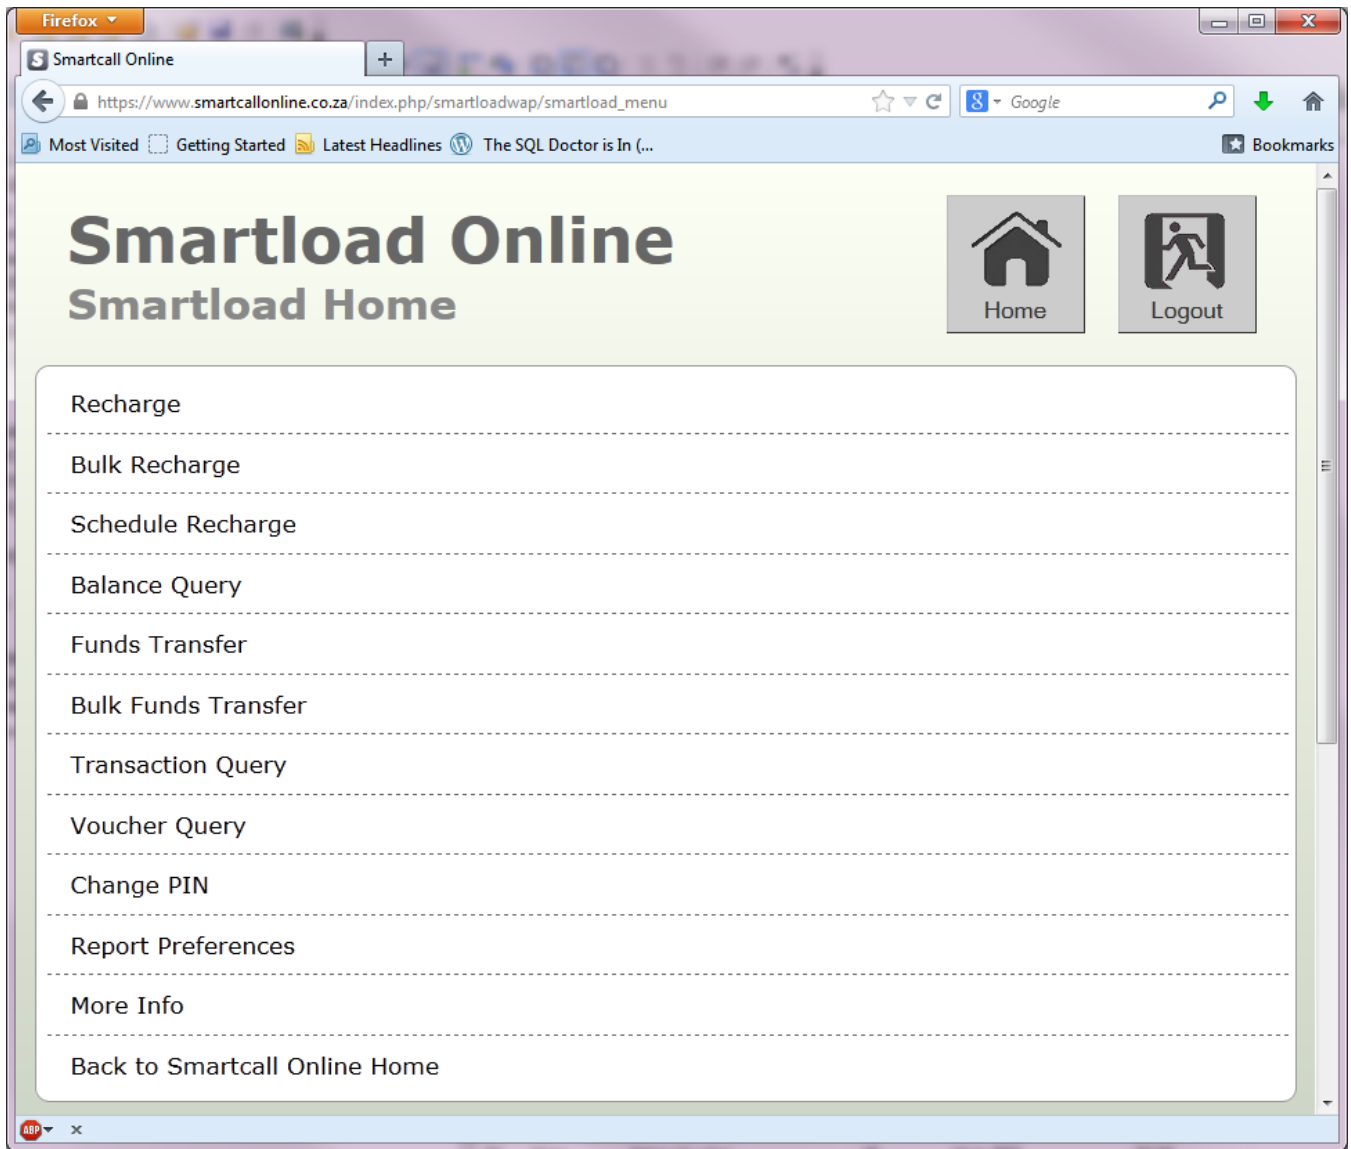 Firefox
Smartcall Online
https://www.smartcallonline.co.za/index.php/smartloadwap/smartload_menu
8 Google
Most Visited Getting Started Latest Headlines The SQL Doctor is In (... Bookmarks
Smartload Online
Smartload Home
Home
Logout
Recharge
Bulk Recharge
Schedule Recharge
Balance Query
Funds Transfer
Bulk Funds Transfer
Transaction Query
Voucher Query
Change PIN
Report Preferences
More Info
Back to Smartcall Online Home
ABP